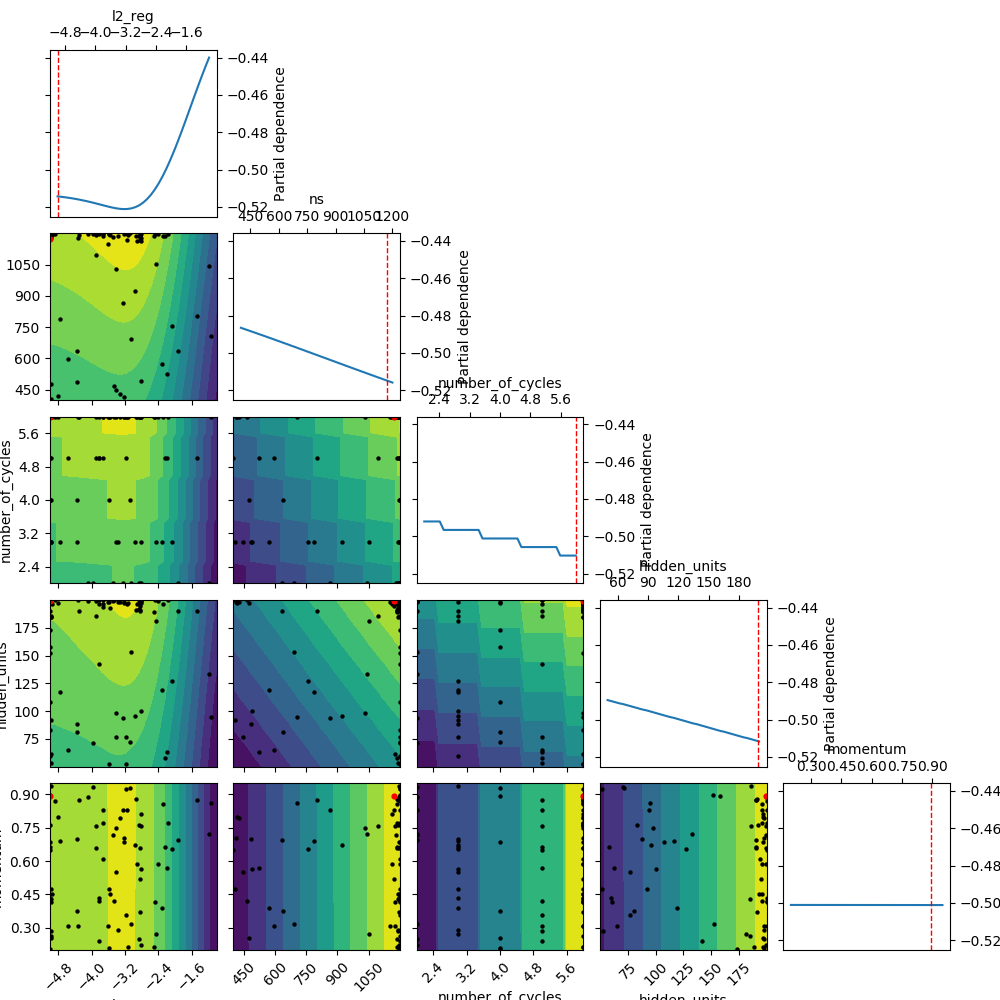 l2_reg
−4.8 −4.0 −3.2 −2.4 −1.6
−0.44
−0.46
−0.48
−0.50
−0.52
Partial dependence
ns
450 600 750 900 1050 1200
1050
900
750
600
450
−0.44
−0.46
−0.48
−0.50
−0.52
Partial dependence
number_of_cycles
2.4 3.2 4.0 4.8 5.6
number_of_cycles
5.6
4.8
4.0
3.2
2.4
−0.44
−0.46
−0.48
−0.50
−0.52
Partial dependence
hidden_units
60 90 120 150 180
hidden_units
175
150
125
100
75
−0.44
−0.46
−0.48
−0.50
−0.52
Partial dependence
momentum
0.30 0.45 0.60 0.75 0.90
0.90
0.75
0.60
0.45
0.30
−0.44
−0.46
−0.48
−0.50
−0.52
−4.8 −4.0 −3.2 −2.4 −1.6
450 600 750 900 1050
2.4 3.2 4.0 4.8 5.6
number_of_cycles
75 100 125 150 175
hidden_units